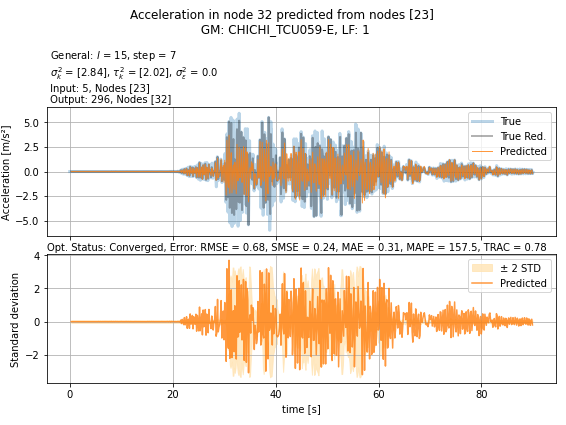 Acceleration in node 32 predicted from nodes [23]
GM: CHICHI_TCU059-E, LF: 1
General: l = 15, step = 7
σ²ₖ = [2.84], τ²ₖ = [2.02], σ²ₑ = 0.0
Input: 5, Nodes [23]
Output: 296, Nodes [32]
Acceleration [m/s²]
5.0
2.5
0.0
−2.5
−5.0
True
True Red.
Predicted
Opt. Status: Converged, Error: RMSE = 0.68, SMSE = 0.24, MAE = 0.31, MAPE = 157.5, TRAC = 0.78
Standard deviation
4
2
0
−2
± 2 STD
Predicted
0
20
40
60
80
time [s]